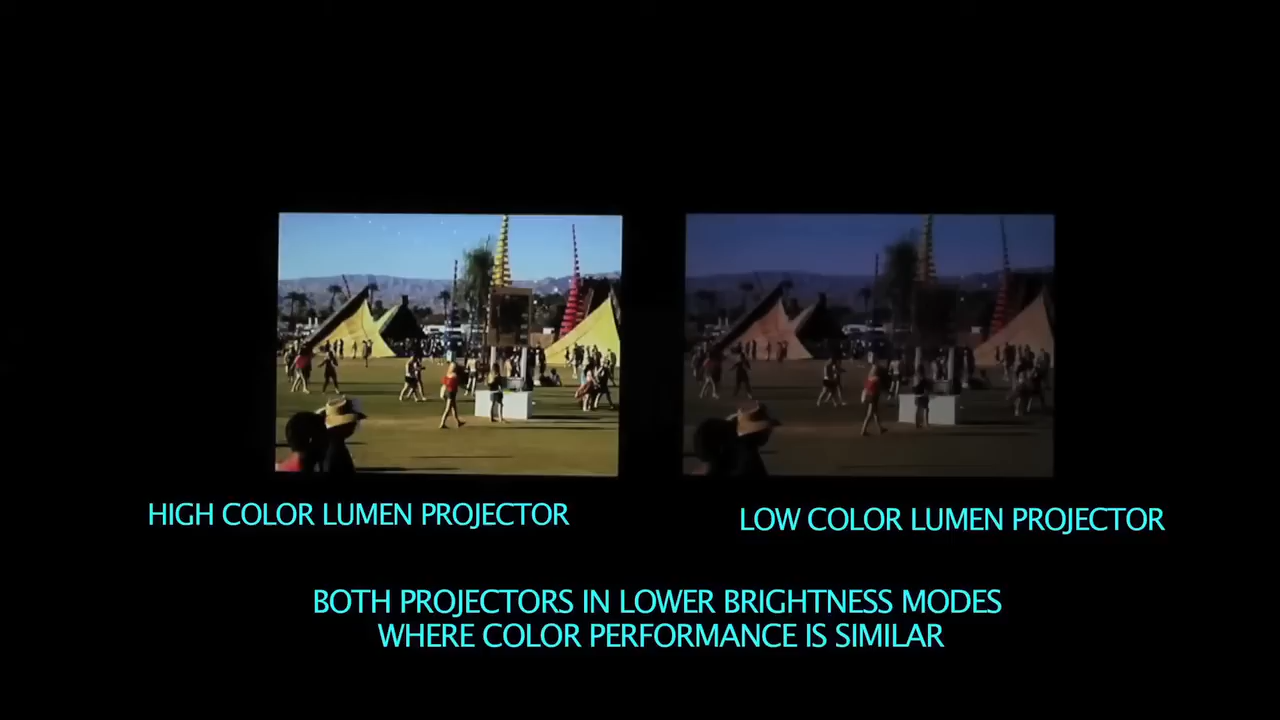 HIGH COLOR LUMEN PROJECTOR
LOW COLOR LUMEN PROJECTOR
BOTH PROJECTORS IN LOWER BRIGHTNESS MODES
WHERE COLOR PERFORMANCE IS SIMILAR